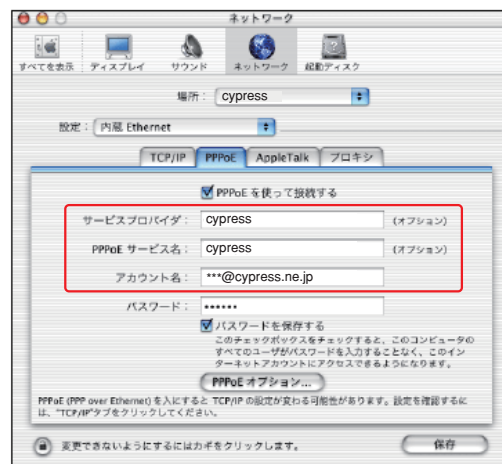 ネットワーク
すべてを表示 ディスプレイ サウンド ネットワーク 起動ディスク
場所： cypress
設定： 内蔵 Ethernet
TCP/IP PPPoE AppleTalk プロキシ
PPPoE を使って接続する
サービスプロバイダ： cypress (オプション)
PPPoE サービス名： cypress (オプション)
アカウント名： ***@cypress.ne.jp
パスワード： ••••••
パスワードを保存する
このチェックボックスをチェックすると、このコンピュータの
すべてのユーザがパスワードを入力することなく、このイン
ターネットアカウントにアクセスできるようになります。
PPPoE オプション...
PPPoE (PPP over Ethernet) を入にすると TCP/IP の設定が変わる可能性があります。設定を確認するに
は、"TCP/IP"タブをクリックしてください。
変更できないようにするにはカギをクリックします。 保存